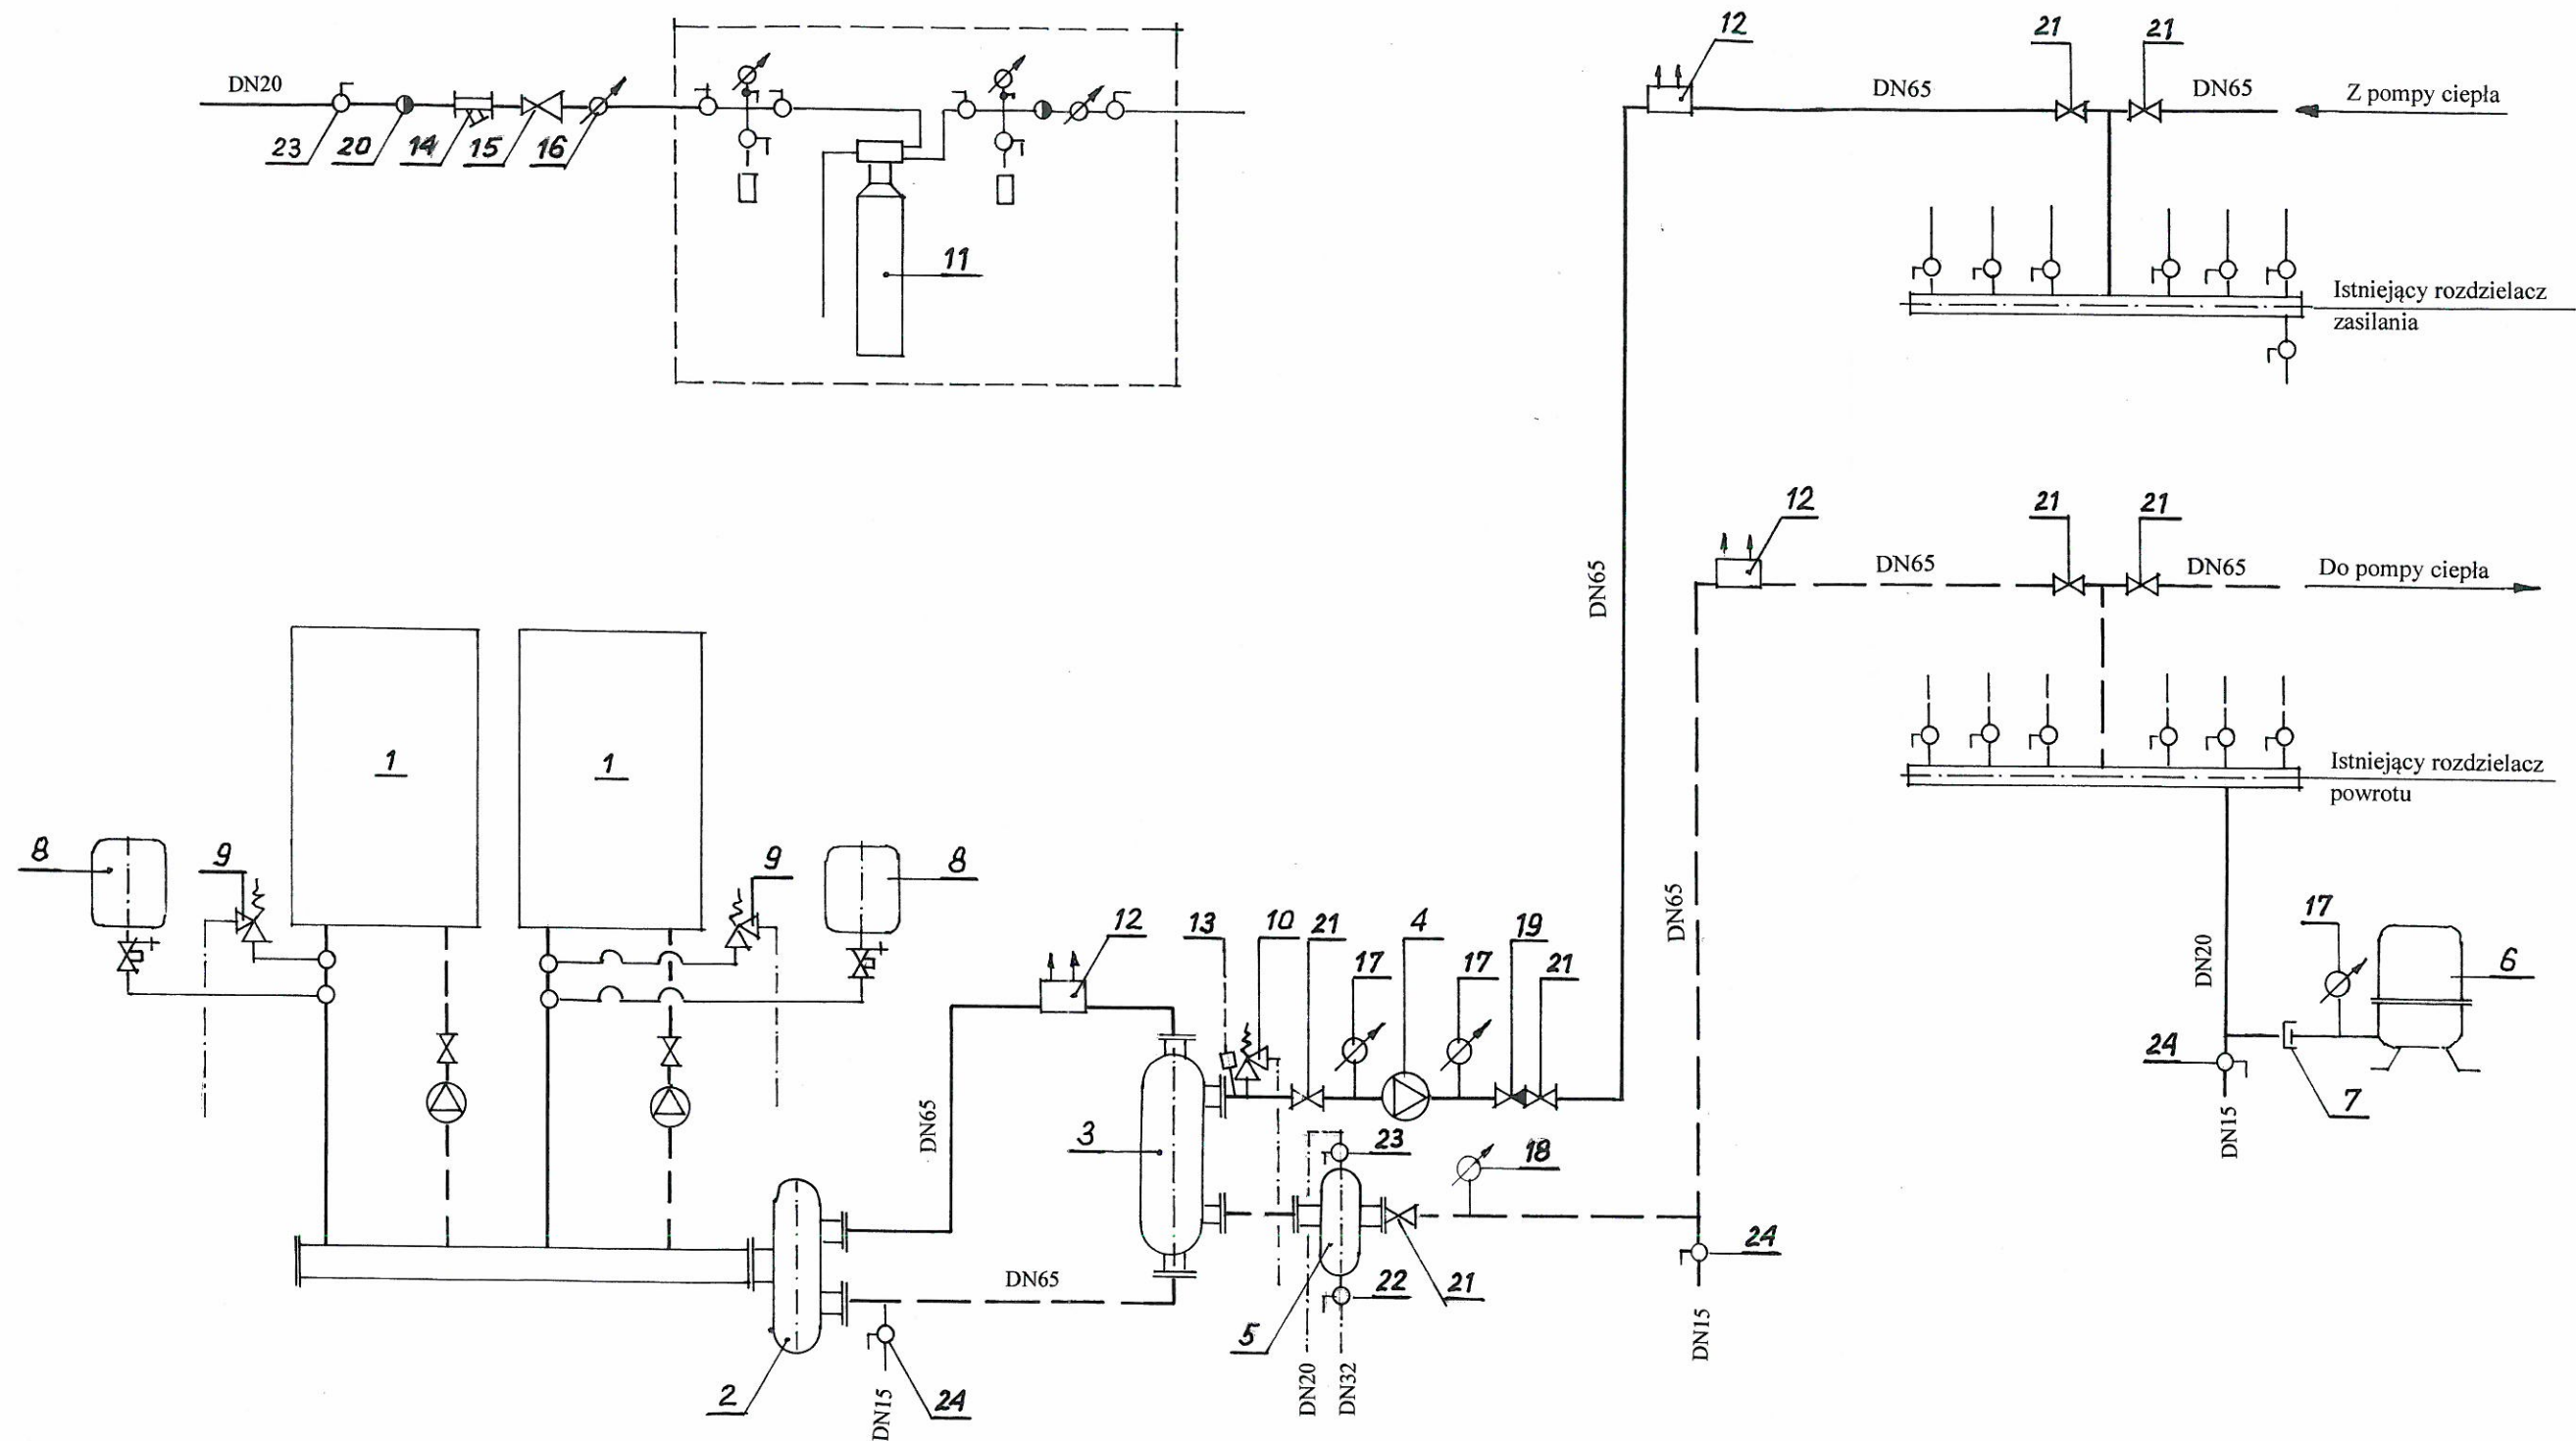 12
21
21
DN20
DN65
DN65
Z pompy ciepła
23
20
14
15
16
11
Istniejący rozdzielacz
zasilania
12
21
21
DN65
DN65
DN65
Do pompy ciepła
1
1
Istniejący rozdzielacz
powrotu
8
9
9
8
DN65
12
13
10
21
4
19
17
17
21
17
6
DN20
24
7
DN15
DN65
3
23
18
24
DN65
22
21
5
2
DN15
24
DN20
DN32
DN15